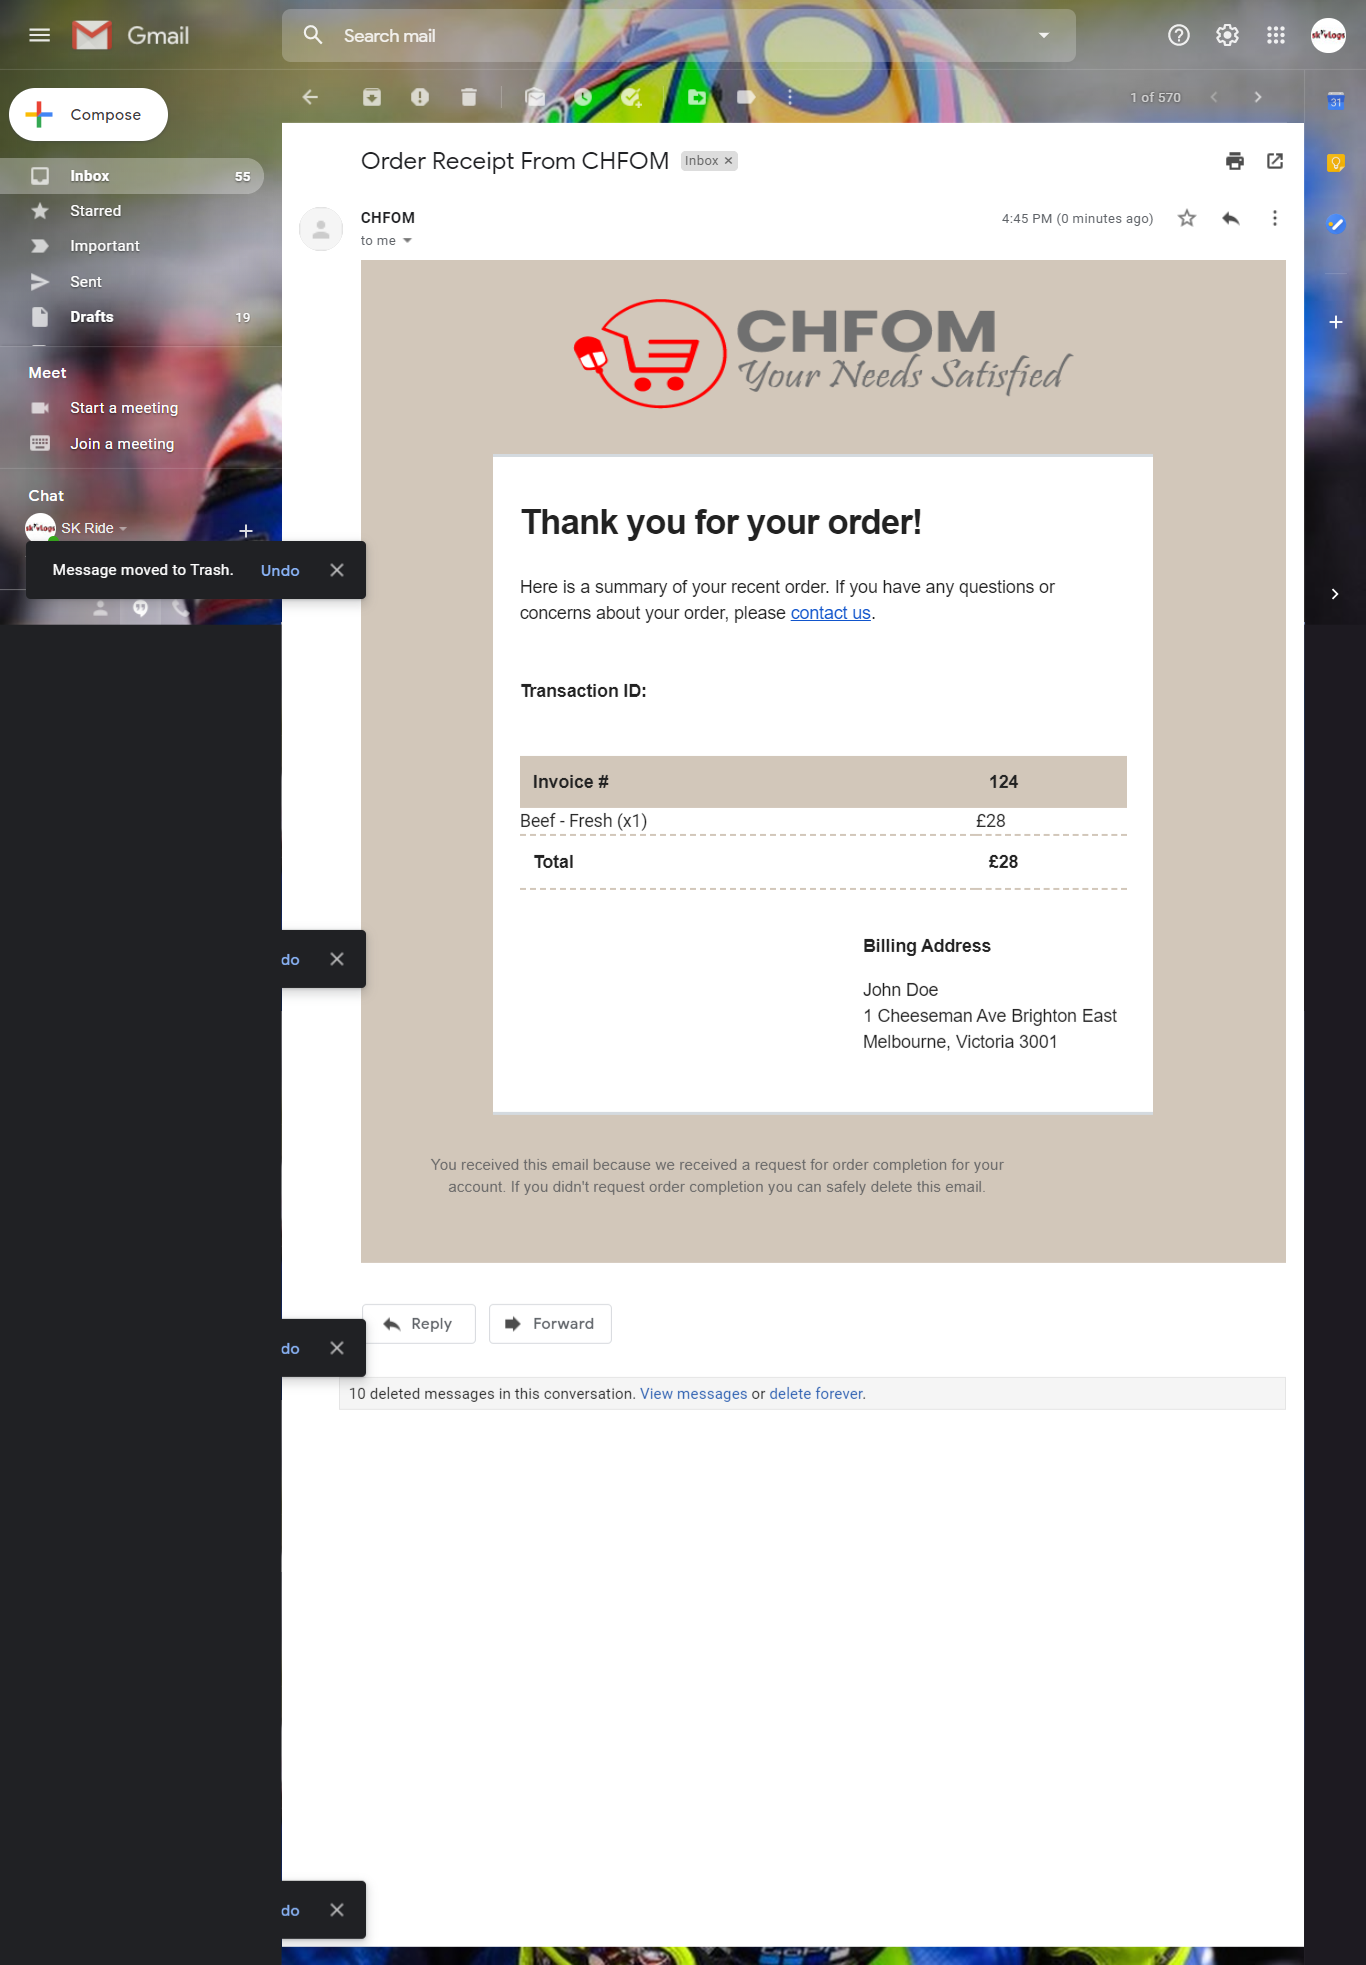 Gmail
Search mail
sk vlogs
Compose
1 of 570
31
Inbox 55
Starred
Important
Sent
Drafts 19
Meet
Start a meeting
Join a meeting
Chat
sk vlogs SK Ride
Message moved to Trash. Undo
Order Receipt From CHFOM Inbox ×
CHFOM
4:45 PM (0 minutes ago)
to me
CHFOM
Your Needs Satisfied
Thank you for your order!
Here is a summary of your recent order. If you have any questions or
concerns about your order, please contact us.
Transaction ID:
Invoice # 124
Beef - Fresh (x1) £28
Total £28
do
Billing Address
John Doe
1 Cheeseman Ave Brighton East
Melbourne, Victoria 3001
You received this email because we received a request for order completion for your
account. If you didn't request order completion you can safely delete this email.
Reply Forward
do
10 deleted messages in this conversation. View messages or delete forever.
do
GoPro